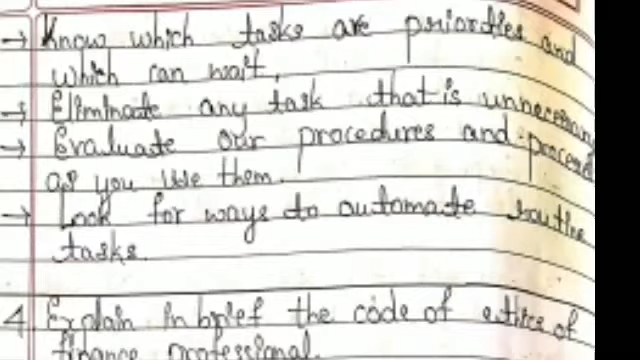 → Know which tasks are priorities and
which can wait.
→ Eliminate any task that is unnecessary
→ Evaluate our procedures and
as you use them.
→ Look for ways to automate routine
tasks.
4 Explain in brief the code of ethics of
finance professional.